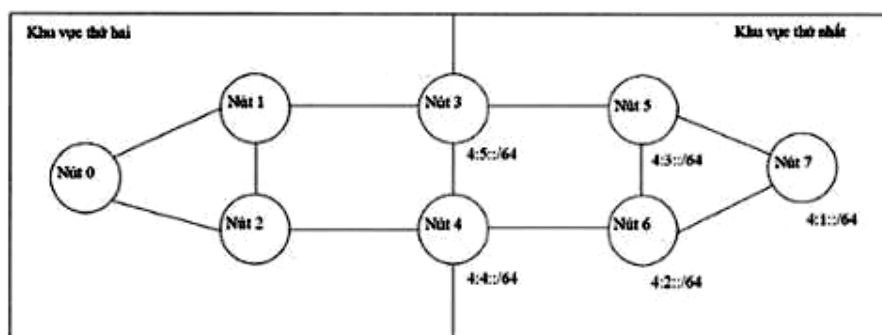 Khu vực thứ hai
Khu vực thứ nhất
Nút 1
Nút 3
Nút 5
4:5::/64
4:3::/64
Nút 0
Nút 7
Nút 2
Nút 4
Nút 6
4:1::/64
4:4::/64
4:2::/64